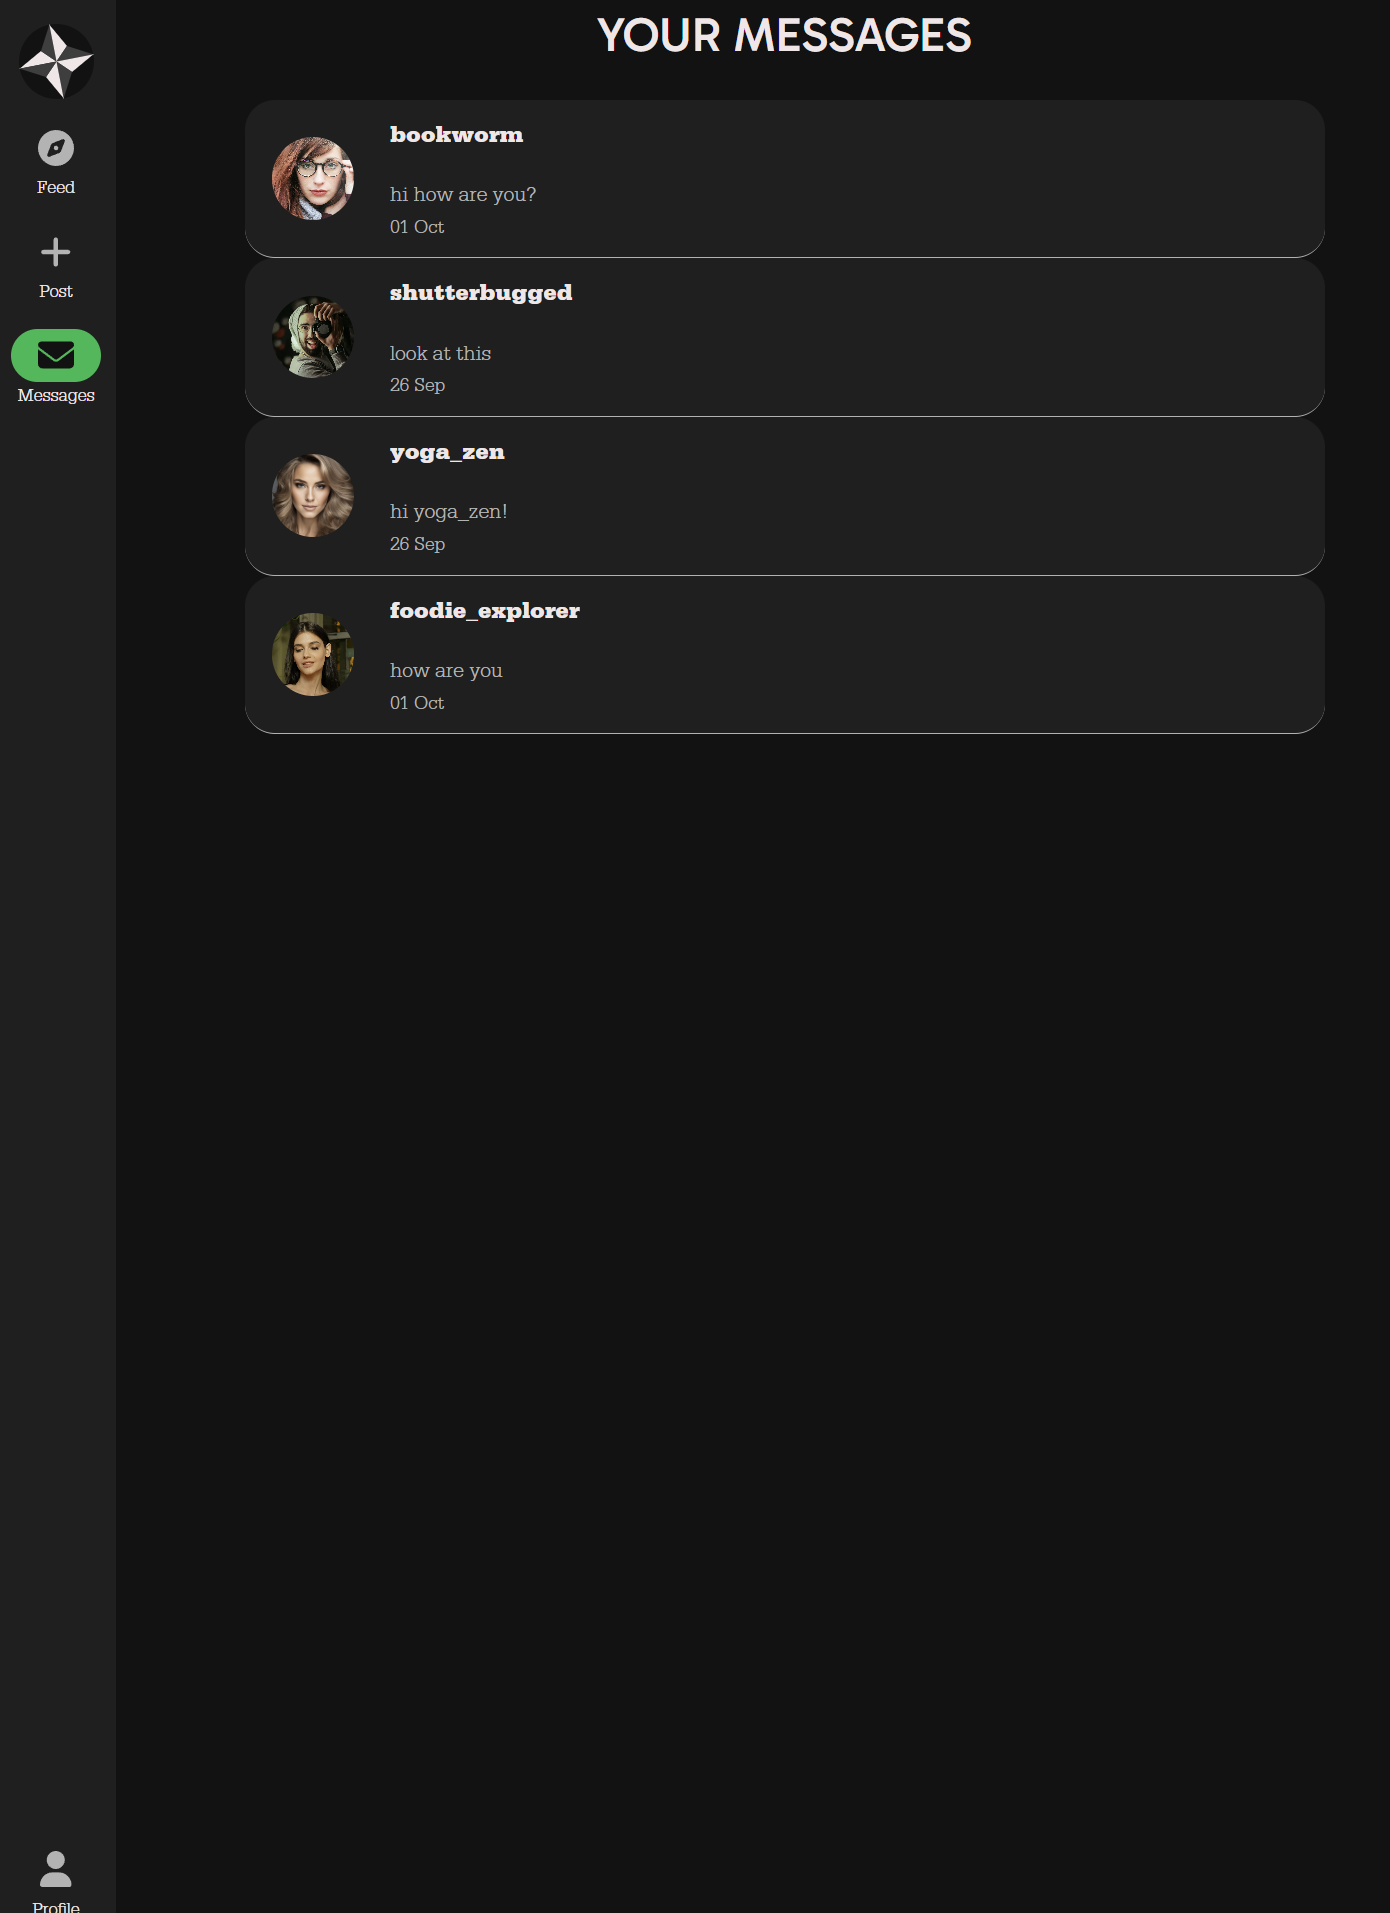 YOUR MESSAGES
Feed
Post
Messages
bookworm
hi how are you?
01 Oct
shutterbugged
look at this
26 Sep
yoga_zen
hi yoga_zen!
26 Sep
foodie_explorer
how are you
01 Oct
Profile